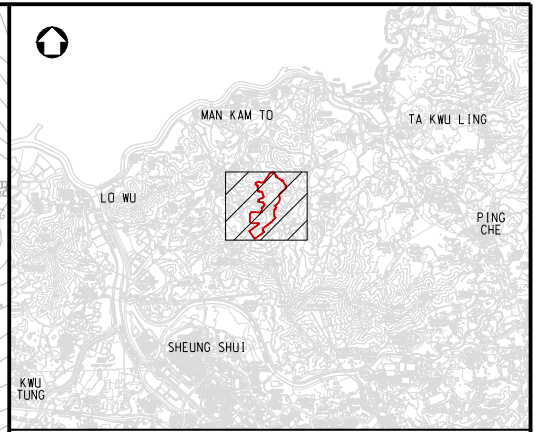 MAN KAM TO
TA KWU LING
LO WU
PING
CHE
SHEUNG SHUI
KWU
TUNG